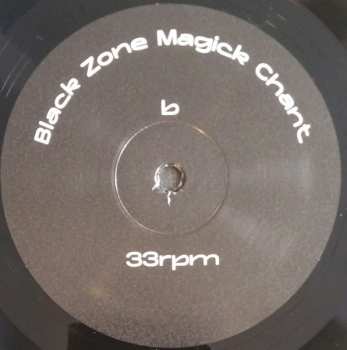 Black Zone Magick Chant
b
33rpm